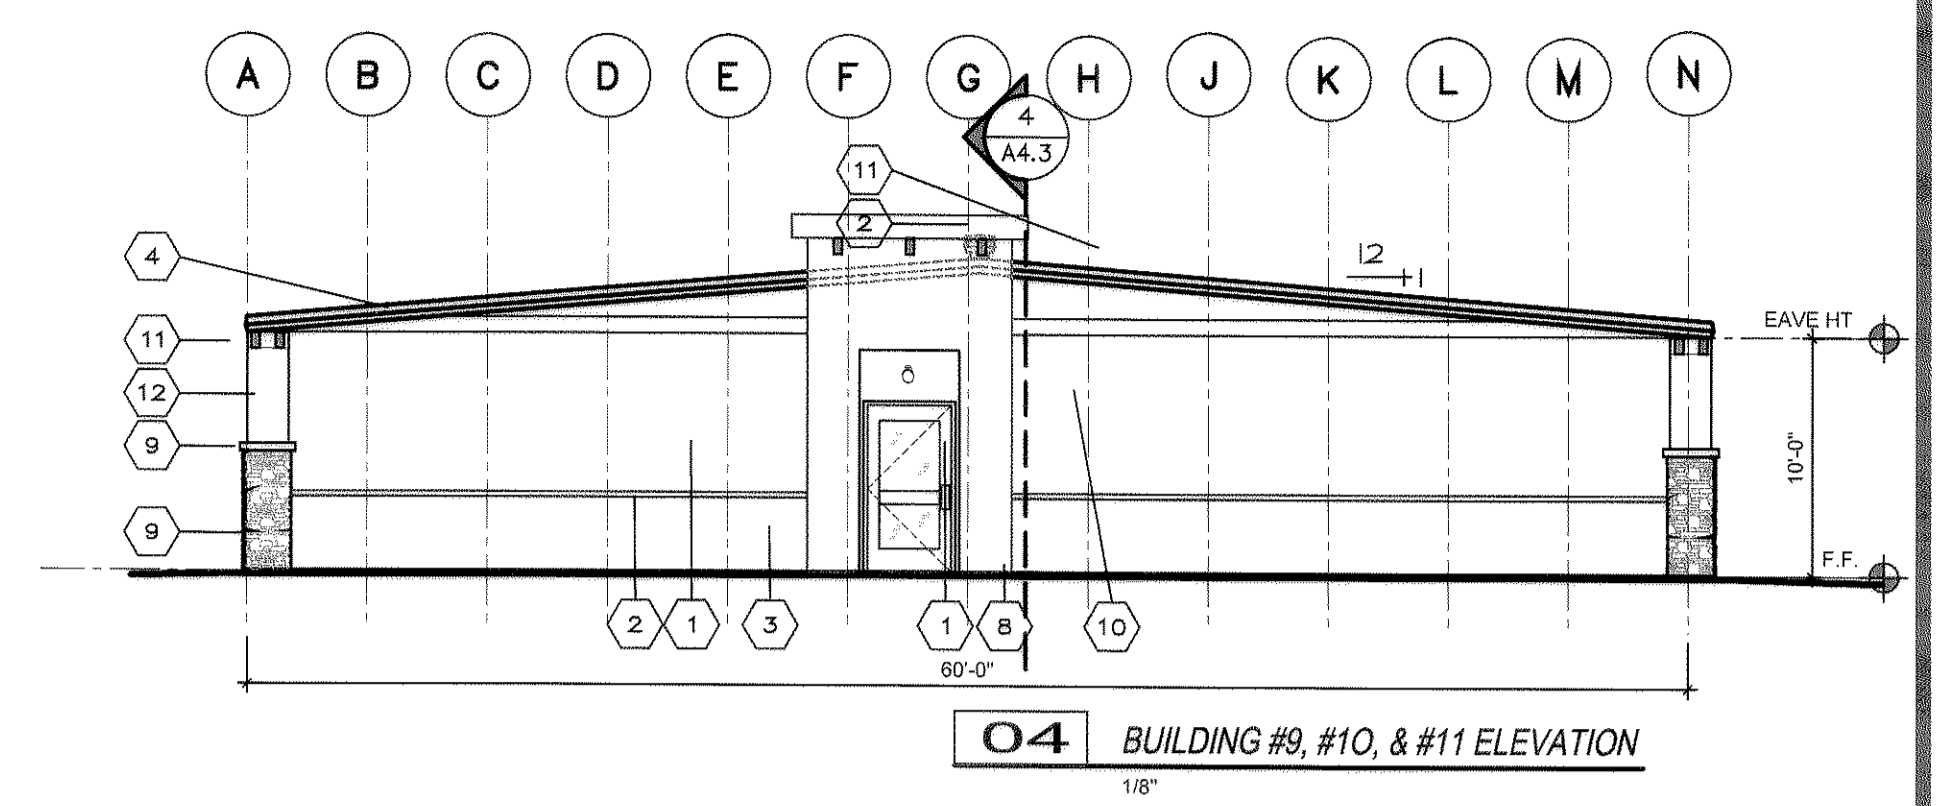 A B C D E F G H J K L M N
4
A4.3
11
2
4
12
1
EAVE HT
11
12
9
10'-0"
9
F.F.
2 1 3 1 8 10
60'-0"
04 BUILDING #9, #10, & #11 ELEVATION
1/8"